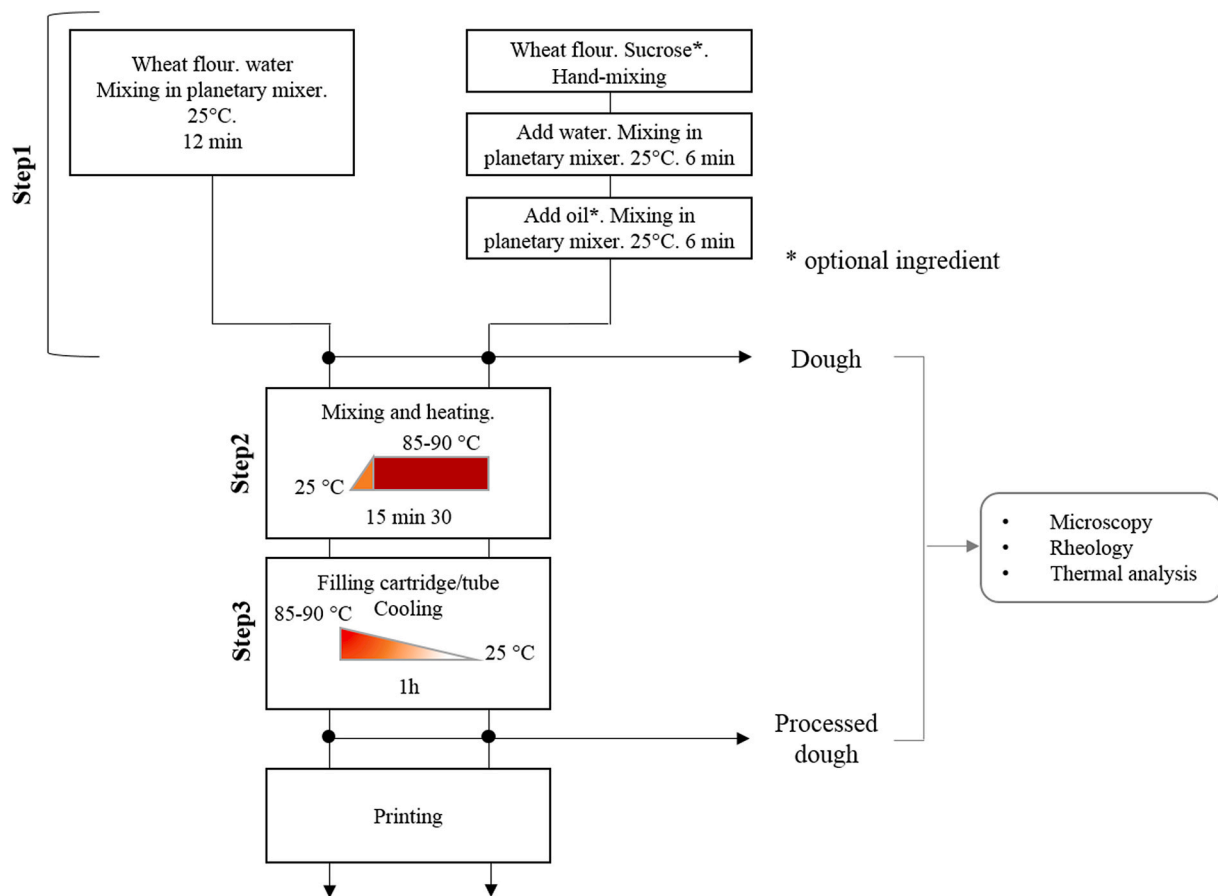 Step1
Wheat flour. water
Mixing in planetary mixer.
25°C.
12 min
Wheat flour. Sucrose*.
Hand-mixing
Add water. Mixing in
planetary mixer. 25°C. 6 min
Add oil*. Mixing in
planetary mixer. 25°C. 6 min
* optional ingredient
Dough
Step2
Mixing and heating.
85-90 °C
25 °C
15 min 30
Step3
Filling cartridge/tube
Cooling
85-90 °C
25 °C
1h
• Microscopy
• Rheology
• Thermal analysis
Processed
dough
Printing